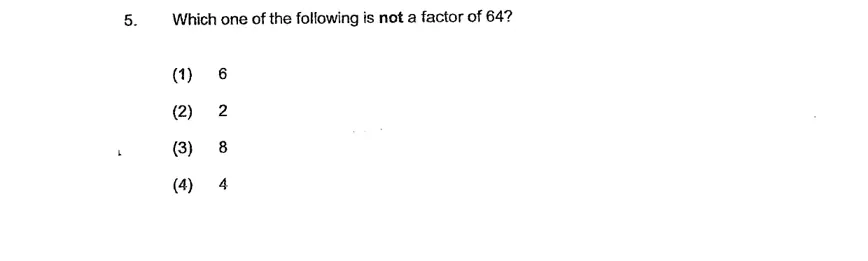 5. Which one of the following is not a factor of 64?
(1) 6
(2) 2
(3) 8
(4) 4